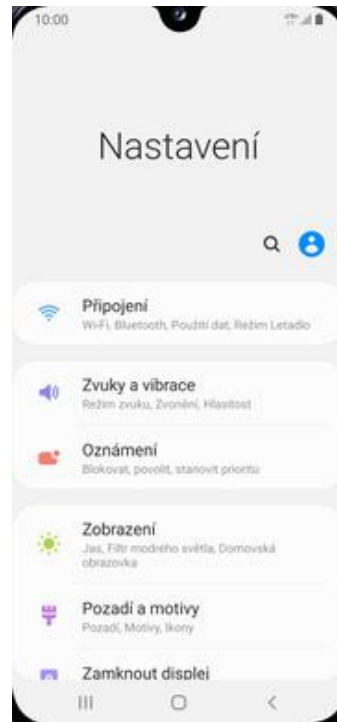 10:00
Nastavení
Připojení
Wi-Fi, Bluetooth, Použití dat, Režim Letadlo
Zvuky a vibrace
Režim zvuku, Zvonění, Hlasitost
Oznámení
Blokovat, povolit, stanovit prioritu
Zobrazení
Jas, Filtr modrého světla, Domovská
obrazovka
Pozadí a motivy
Pozadí, Motivy, Ikony
Zamknout displej